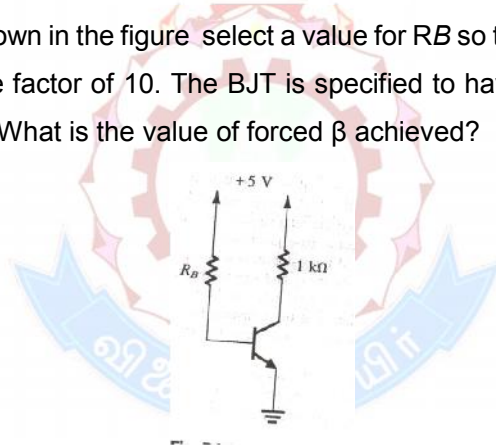 own in the figure select a value for RB so t
e factor of 10. The BJT is specified to ha
What is the value of forced β achieved?
+5 V
RB 1 kΩ